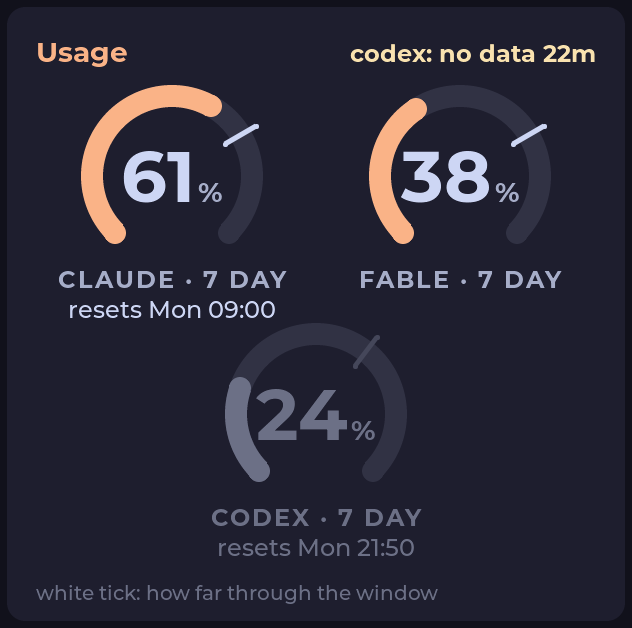 Usage
codex: no data 22m
61%
38%
CLAUDE · 7 DAY
FABLE · 7 DAY
resets Mon 09:00
24%
CODEX · 7 DAY
resets Mon 21:50
white tick: how far through the window